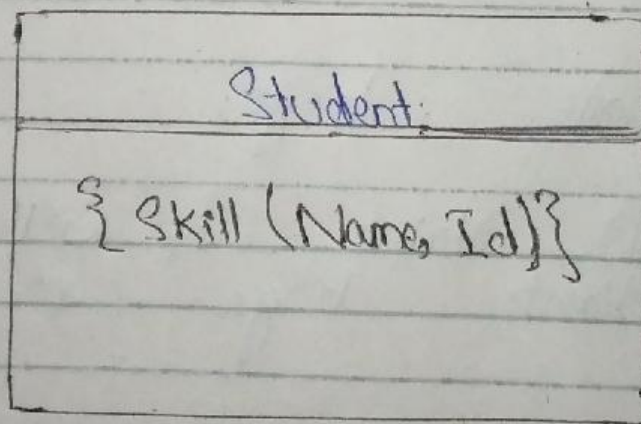 Student
{ Skill (Name, Id)}